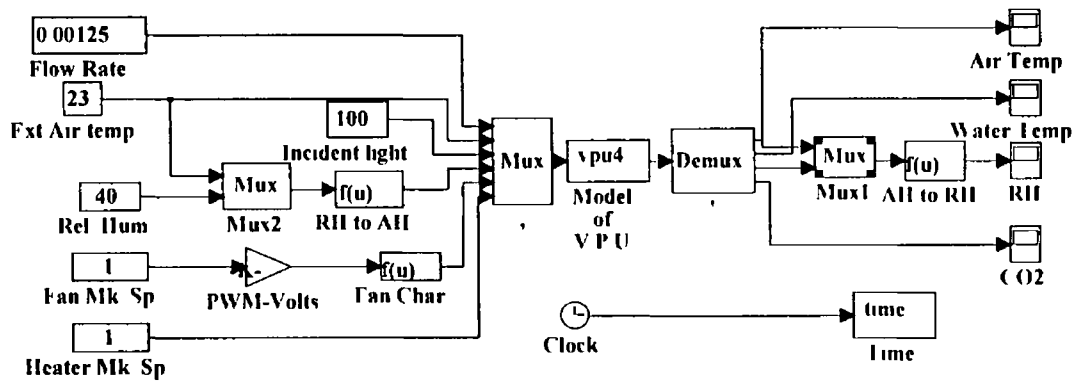 0 00125
Flow Rate
23
Ext Air temp
100
Incident light
40
Rel Hum
Mux
Mux2
f(u)
RH to AH
1
Fan Mk Sp
K-
PWM-Volts
f(u)
Fan Char
1
Heater Mk Sp
Mux
vpu4
Model
of
V P U
Demux
Mux
Mux1
f(u)
AH to RH
Air Temp
Water Temp
RH
CO2
Clock
time
Time